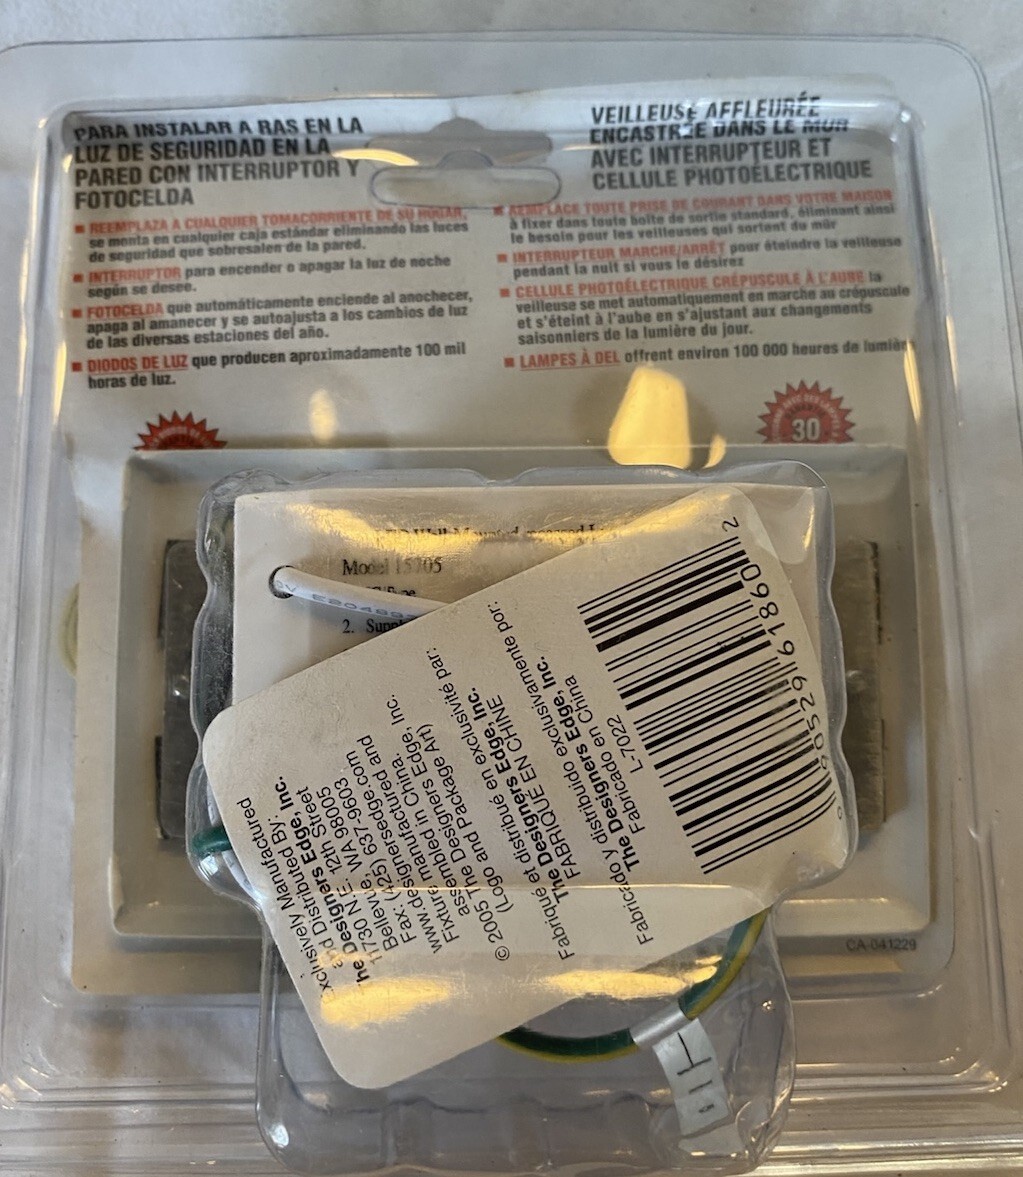 PARA INSTALAR A RAS EN LA
LUZ DE SEGURIDAD EN LA
PARED CON INTERRUPTOR Y
FOTOCELDA
REEMPLAZA A CUALQUIER TOMACORRIENTE DE SU HOGAR,
se monta en cualquier caja estándar eliminando las luces
de seguridad que sobresalen de la pared.
INTERRUPTOR para encender o apagar la luz de noche
según se desee.
FOTOCELDA que automáticamente enciende al anochecer,
apaga al amanecer y se autoajusta a los cambios de luz
de las diversas estaciones del año.
DIODOS DE LUZ que producen aproximadamente 100 mil
horas de luz.
VEILLEUSE AFFLEURÉE
ENCASTRÉE DANS LE MUR
AVEC INTERRUPTEUR ET
CELLULE PHOTOÉLECTRIQUE
REMPLACE TOUTE PRISE DE COURANT DANS VOTRE MAISON
à fixer dans toute boîte de sortie standard, éliminant ainsi
le besoin pour les veilleuses qui sortent du mûr
INTERRUPTEUR MARCHE/ARRÊT pour éteindre la veilleuse
pendant la nuit si vous le désirez
CELLULE PHOTOÉLECTRIQUE CRÉPUSCULE À L'AUBE la
veilleuse se met automatiquement en marche au crépuscule
et s'éteint à l'aube en s'ajustant aux changements
saisonniers de la lumière du jour.
LAMPES À DEL offrent environ 100 000 heures de lumière
30
Model 15705
2. Supp
Exclusively Manufactured
and Distributed By:
The Designers Edge, Inc.
11730 N.E. 12th Street
Bellevue, WA 98005
Fax: (425) 637-9603
www.designersedge.com
Fixture manufactured and
assembled in China.
© 2005 The Designers Edge, Inc.
(Logo and Package Art)
Fabriqué et distribué en exclusivité par:
The Designers Edge, Inc.
FABRIQUÉ EN CHINE
Fabricado y distribuido exclusivamente por:
The Designers Edge, Inc.
Fabricado en China
L-7022
0 90529 61860 2
CA-041229